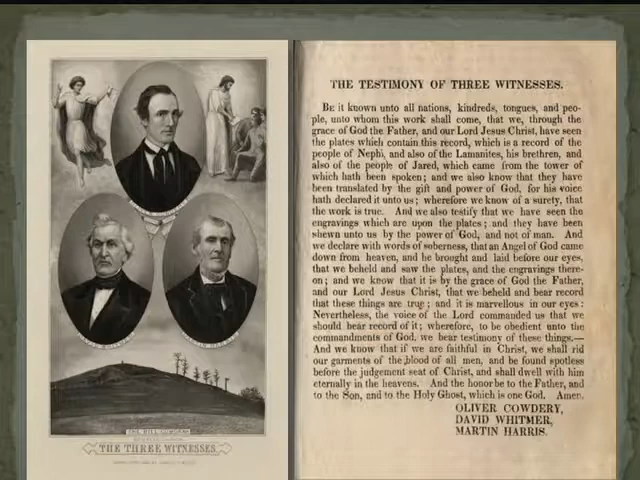 THE HILL CUMORAH
THE THREE WITNESSES.
THE TESTIMONY OF THREE WITNESSES.
BE it known unto all nations, kindreds, tongues, and peo-
ple, unto whom this work shall come, that we, through the
grace of God the Father, and our Lord Jesus Christ, have seen
the plates which contain this record, which is a record of the
people of Nephi, and also of the Lamanites, his brethren, and
also of the people of Jared, which came from the tower of
which hath been spoken; and we also know that they have
been translated by the gift and power of God, for his voice
hath declared it unto us; wherefore we know of a surety, that
the work is true. And we also testify that we have seen the
engravings which are upon the plates; and they have been
shewn unto us by the power of God, and not of man. And
we declare with words of soberness, that an Angel of God came
down from heaven, and he brought and laid before our eyes,
that we beheld and saw the plates, and the engravings there-
on; and we know that it is by the grace of God the Father,
and our Lord Jesus Christ, that we beheld and bear record
that these things are true; and it is marvellous in our eyes:
Nevertheless, the voice of the Lord commanded us that we
should bear record of it; wherefore, to be obedient unto the
commandments of God, we bear testimony of these things.—
And we know that if we are faithful in Christ, we shall rid
our garments of the blood of all men, and be found spotless
before the judgement seat of Christ, and shall dwell with him
eternally in the heavens. And the honor be to the Father, and
to the Son, and to the Holy Ghost, which is one God. Amen.
OLIVER COWDERY,
DAVID WHITMER,
MARTIN HARRIS.